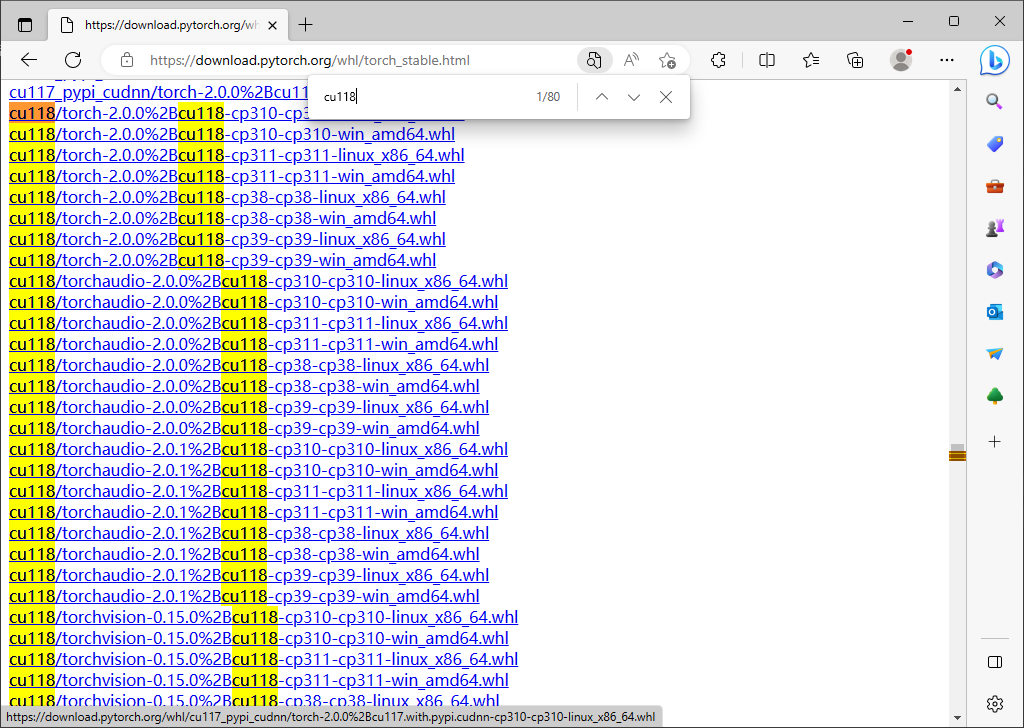 https://download.pytorch.org/wh
https://download.pytorch.org/whl/torch_stable.html
cu118
1/80
cu117_pypi_cudnn/torch-2.0.0%2Bcu11
cu118/torch-2.0.0%2Bcu118-cp310-cp3
cu118/torch-2.0.0%2Bcu118-cp310-cp310-win_amd64.whl
cu118/torch-2.0.0%2Bcu118-cp311-cp311-linux_x86_64.whl
cu118/torch-2.0.0%2Bcu118-cp311-cp311-win_amd64.whl
cu118/torch-2.0.0%2Bcu118-cp38-cp38-linux_x86_64.whl
cu118/torch-2.0.0%2Bcu118-cp38-cp38-win_amd64.whl
cu118/torch-2.0.0%2Bcu118-cp39-cp39-linux_x86_64.whl
cu118/torch-2.0.0%2Bcu118-cp39-cp39-win_amd64.whl
cu118/torchaudio-2.0.0%2Bcu118-cp310-cp310-linux_x86_64.whl
cu118/torchaudio-2.0.0%2Bcu118-cp310-cp310-win_amd64.whl
cu118/torchaudio-2.0.0%2Bcu118-cp311-cp311-linux_x86_64.whl
cu118/torchaudio-2.0.0%2Bcu118-cp311-cp311-win_amd64.whl
cu118/torchaudio-2.0.0%2Bcu118-cp38-cp38-linux_x86_64.whl
cu118/torchaudio-2.0.0%2Bcu118-cp38-cp38-win_amd64.whl
cu118/torchaudio-2.0.0%2Bcu118-cp39-cp39-linux_x86_64.whl
cu118/torchaudio-2.0.0%2Bcu118-cp39-cp39-win_amd64.whl
cu118/torchaudio-2.0.1%2Bcu118-cp310-cp310-linux_x86_64.whl
cu118/torchaudio-2.0.1%2Bcu118-cp310-cp310-win_amd64.whl
cu118/torchaudio-2.0.1%2Bcu118-cp311-cp311-linux_x86_64.whl
cu118/torchaudio-2.0.1%2Bcu118-cp311-cp311-win_amd64.whl
cu118/torchaudio-2.0.1%2Bcu118-cp38-cp38-linux_x86_64.whl
cu118/torchaudio-2.0.1%2Bcu118-cp38-cp38-win_amd64.whl
cu118/torchaudio-2.0.1%2Bcu118-cp39-cp39-linux_x86_64.whl
cu118/torchaudio-2.0.1%2Bcu118-cp39-cp39-win_amd64.whl
cu118/torchvision-0.15.0%2Bcu118-cp310-cp310-linux_x86_64.whl
cu118/torchvision-0.15.0%2Bcu118-cp310-cp310-win_amd64.whl
cu118/torchvision-0.15.0%2Bcu118-cp311-cp311-linux_x86_64.whl
cu118/torchvision-0.15.0%2Bcu118-cp311-cp311-win_amd64.whl
cu118/torchvision-0.15.0%2Bcu118-cp38-cp38-linux_x86_64.whl
https://download.pytorch.org/whl/cu117_pypi_cudnn/torch-2.0.0%2Bcu117.with.pypi.cudnn-cp310-cp310-linux_x86_64.whl